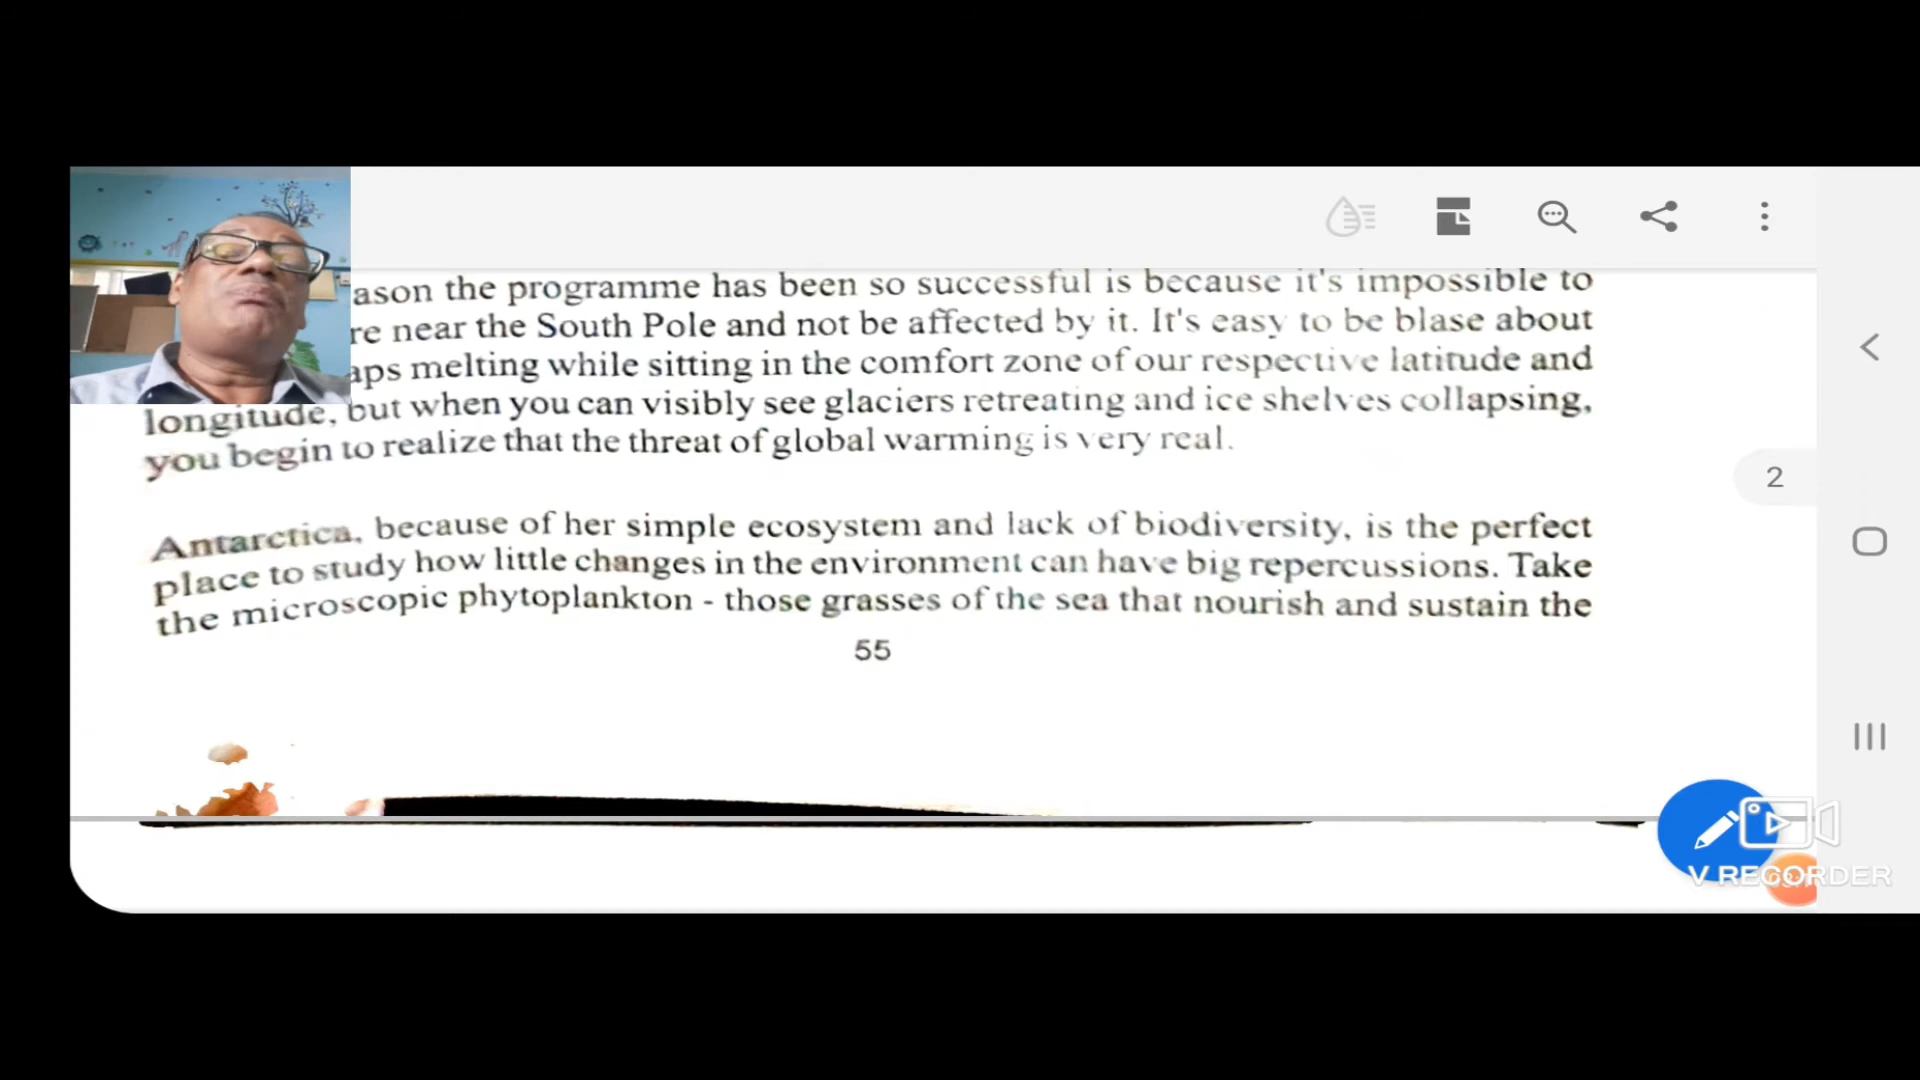 ason the programme has been so successful is because it's impossible to
re near the South Pole and not be affected by it. It's easy to be blase about
aps melting while sitting in the comfort zone of our respective latitude and
longitude, but when you can visibly see glaciers retreating and ice shelves collapsing,
you begin to realize that the threat of global warming is very real.
2
Antarctica, because of her simple ecosystem and lack of biodiversity, is the perfect
place to study how little changes in the environment can have big repercussions. Take
the microscopic phytoplankton - those grasses of the sea that nourish and sustain the
55
V RECORDER